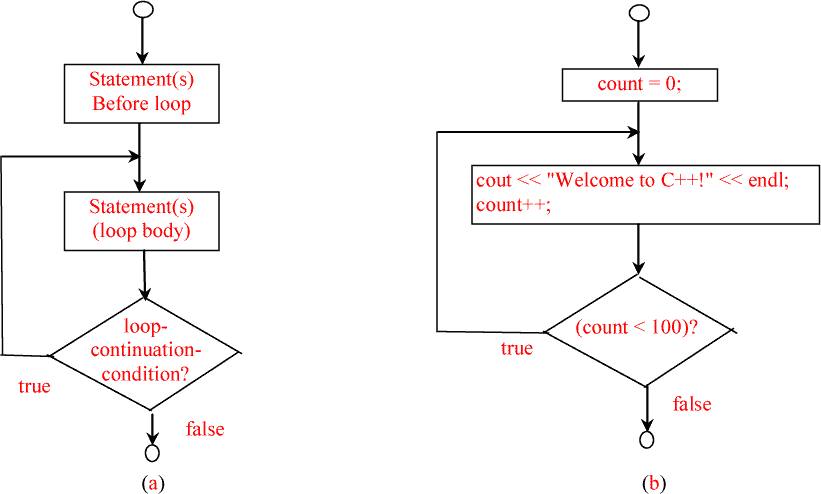 Statement(s)
Before loop
Statement(s)
(loop body)
loop-
continuation-
condition?
true
false
(a)
count = 0;
cout << "Welcome to C++!" << endl;
count++;
(count < 100)?
true
false
(b)